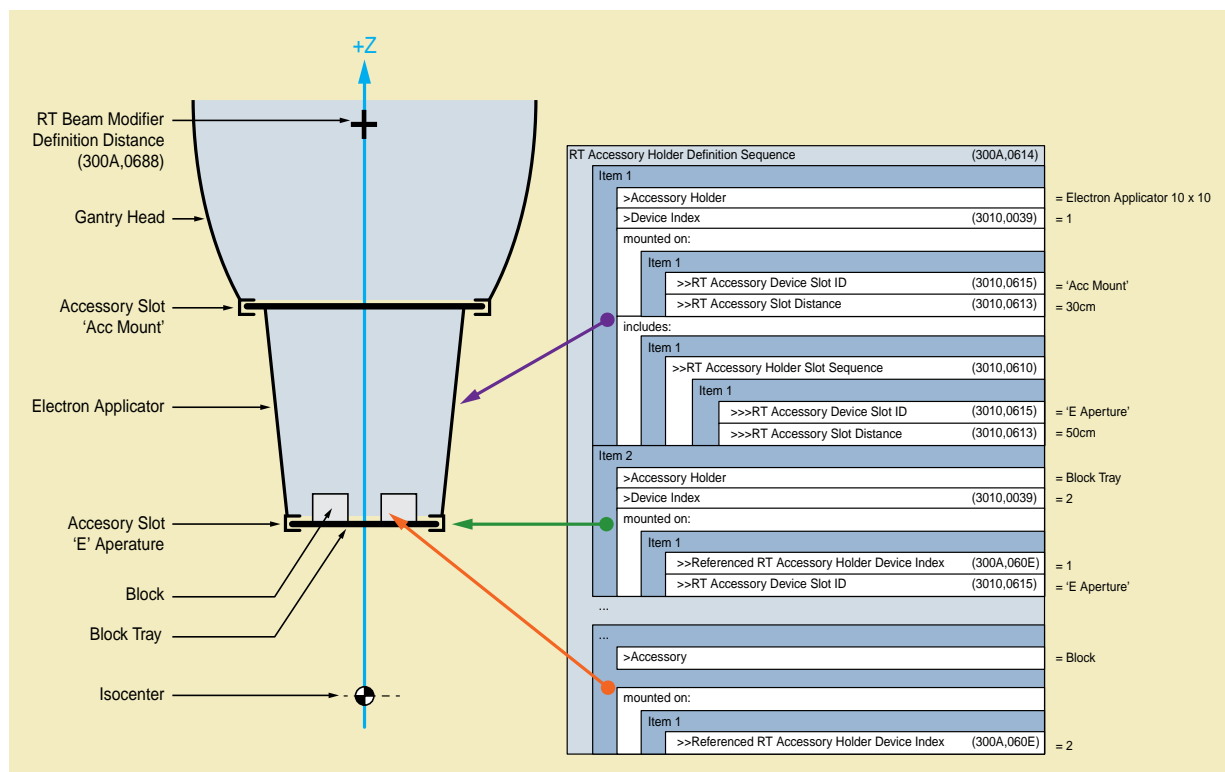 +Z
RT Beam Modifier
Definition Distance
(300A,0688)
Gantry Head
Accessory Slot
'Acc Mount'
Electron Applicator
Accesory Slot
'E' Aperature
Block
Block Tray
Isocenter
RT Accessory Holder Definition Sequence (300A,0614)
Item 1
>Accessory Holder = Electron Applicator 10 x 10
>Device Index (3010,0039) = 1
mounted on:
Item 1
>>RT Accessory Device Slot ID (3010,0615) = 'Acc Mount'
>>RT Accessory Slot Distance (3010,0613) = 30cm
includes:
Item 1
>>RT Accessory Holder Slot Sequence (3010,0610)
Item 1
>>>RT Accessory Device Slot ID (3010,0615) = 'E Aperture'
>>>RT Accessory Slot Distance (3010,0613) = 50cm
Item 2
>Accessory Holder = Block Tray
>Device Index (3010,0039) = 2
mounted on:
Item 1
>>Referenced RT Accessory Holder Device Index (300A,060E) = 1
>>RT Accessory Device Slot ID (3010,0615) = 'E Aperture'
...
...
>Accessory = Block
mounted on:
Item 1
>>Referenced RT Accessory Holder Device Index (300A,060E) = 2